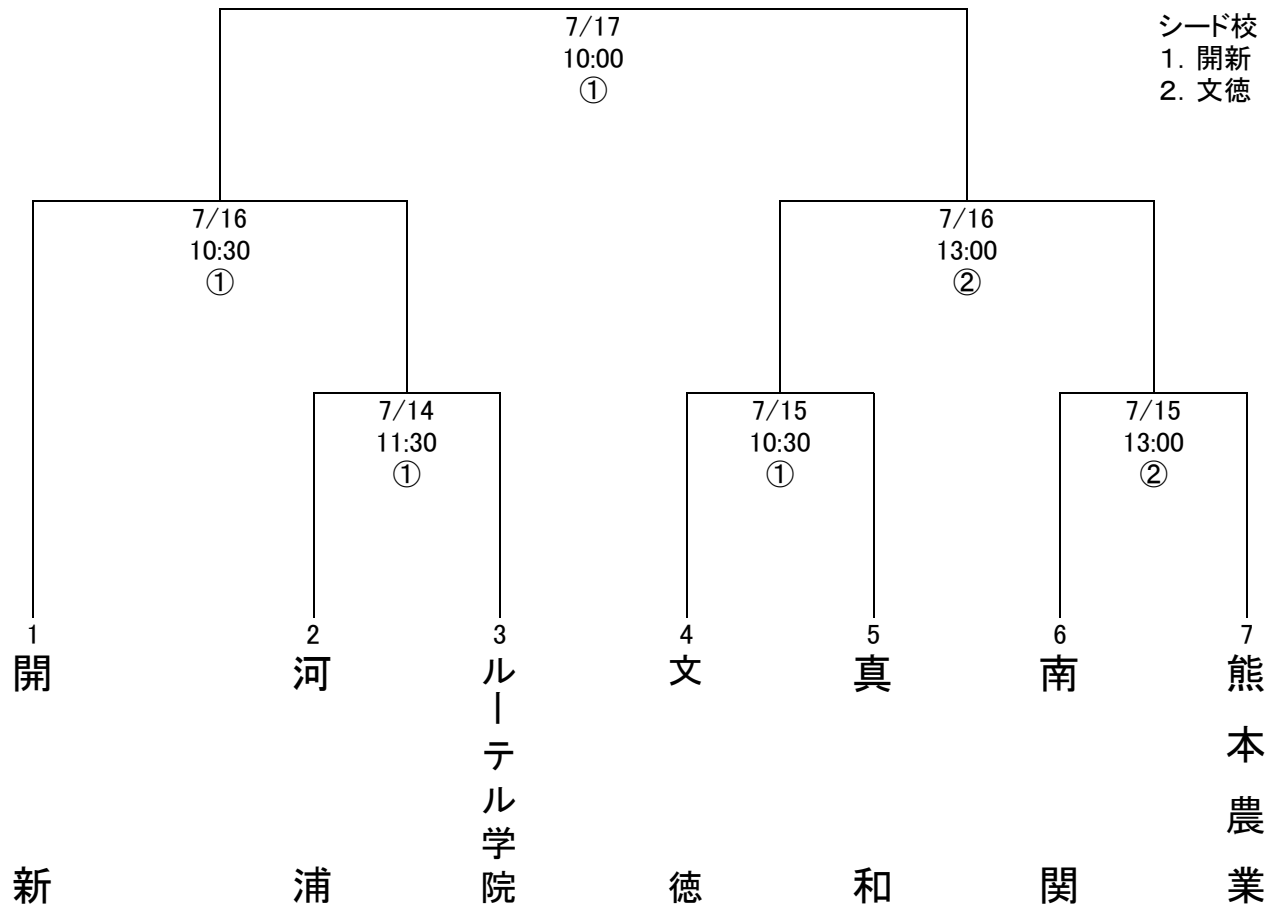 7/17
10:00
①
シード校
1. 開新
2. 文徳
7/16
10:30
①
7/16
13:00
②
7/14
11:30
①
7/15
10:30
①
7/15
13:00
②
1
開新
2
河浦
3
ルーテル学院
4
文徳
5
真和
6
南関
7
熊本農業